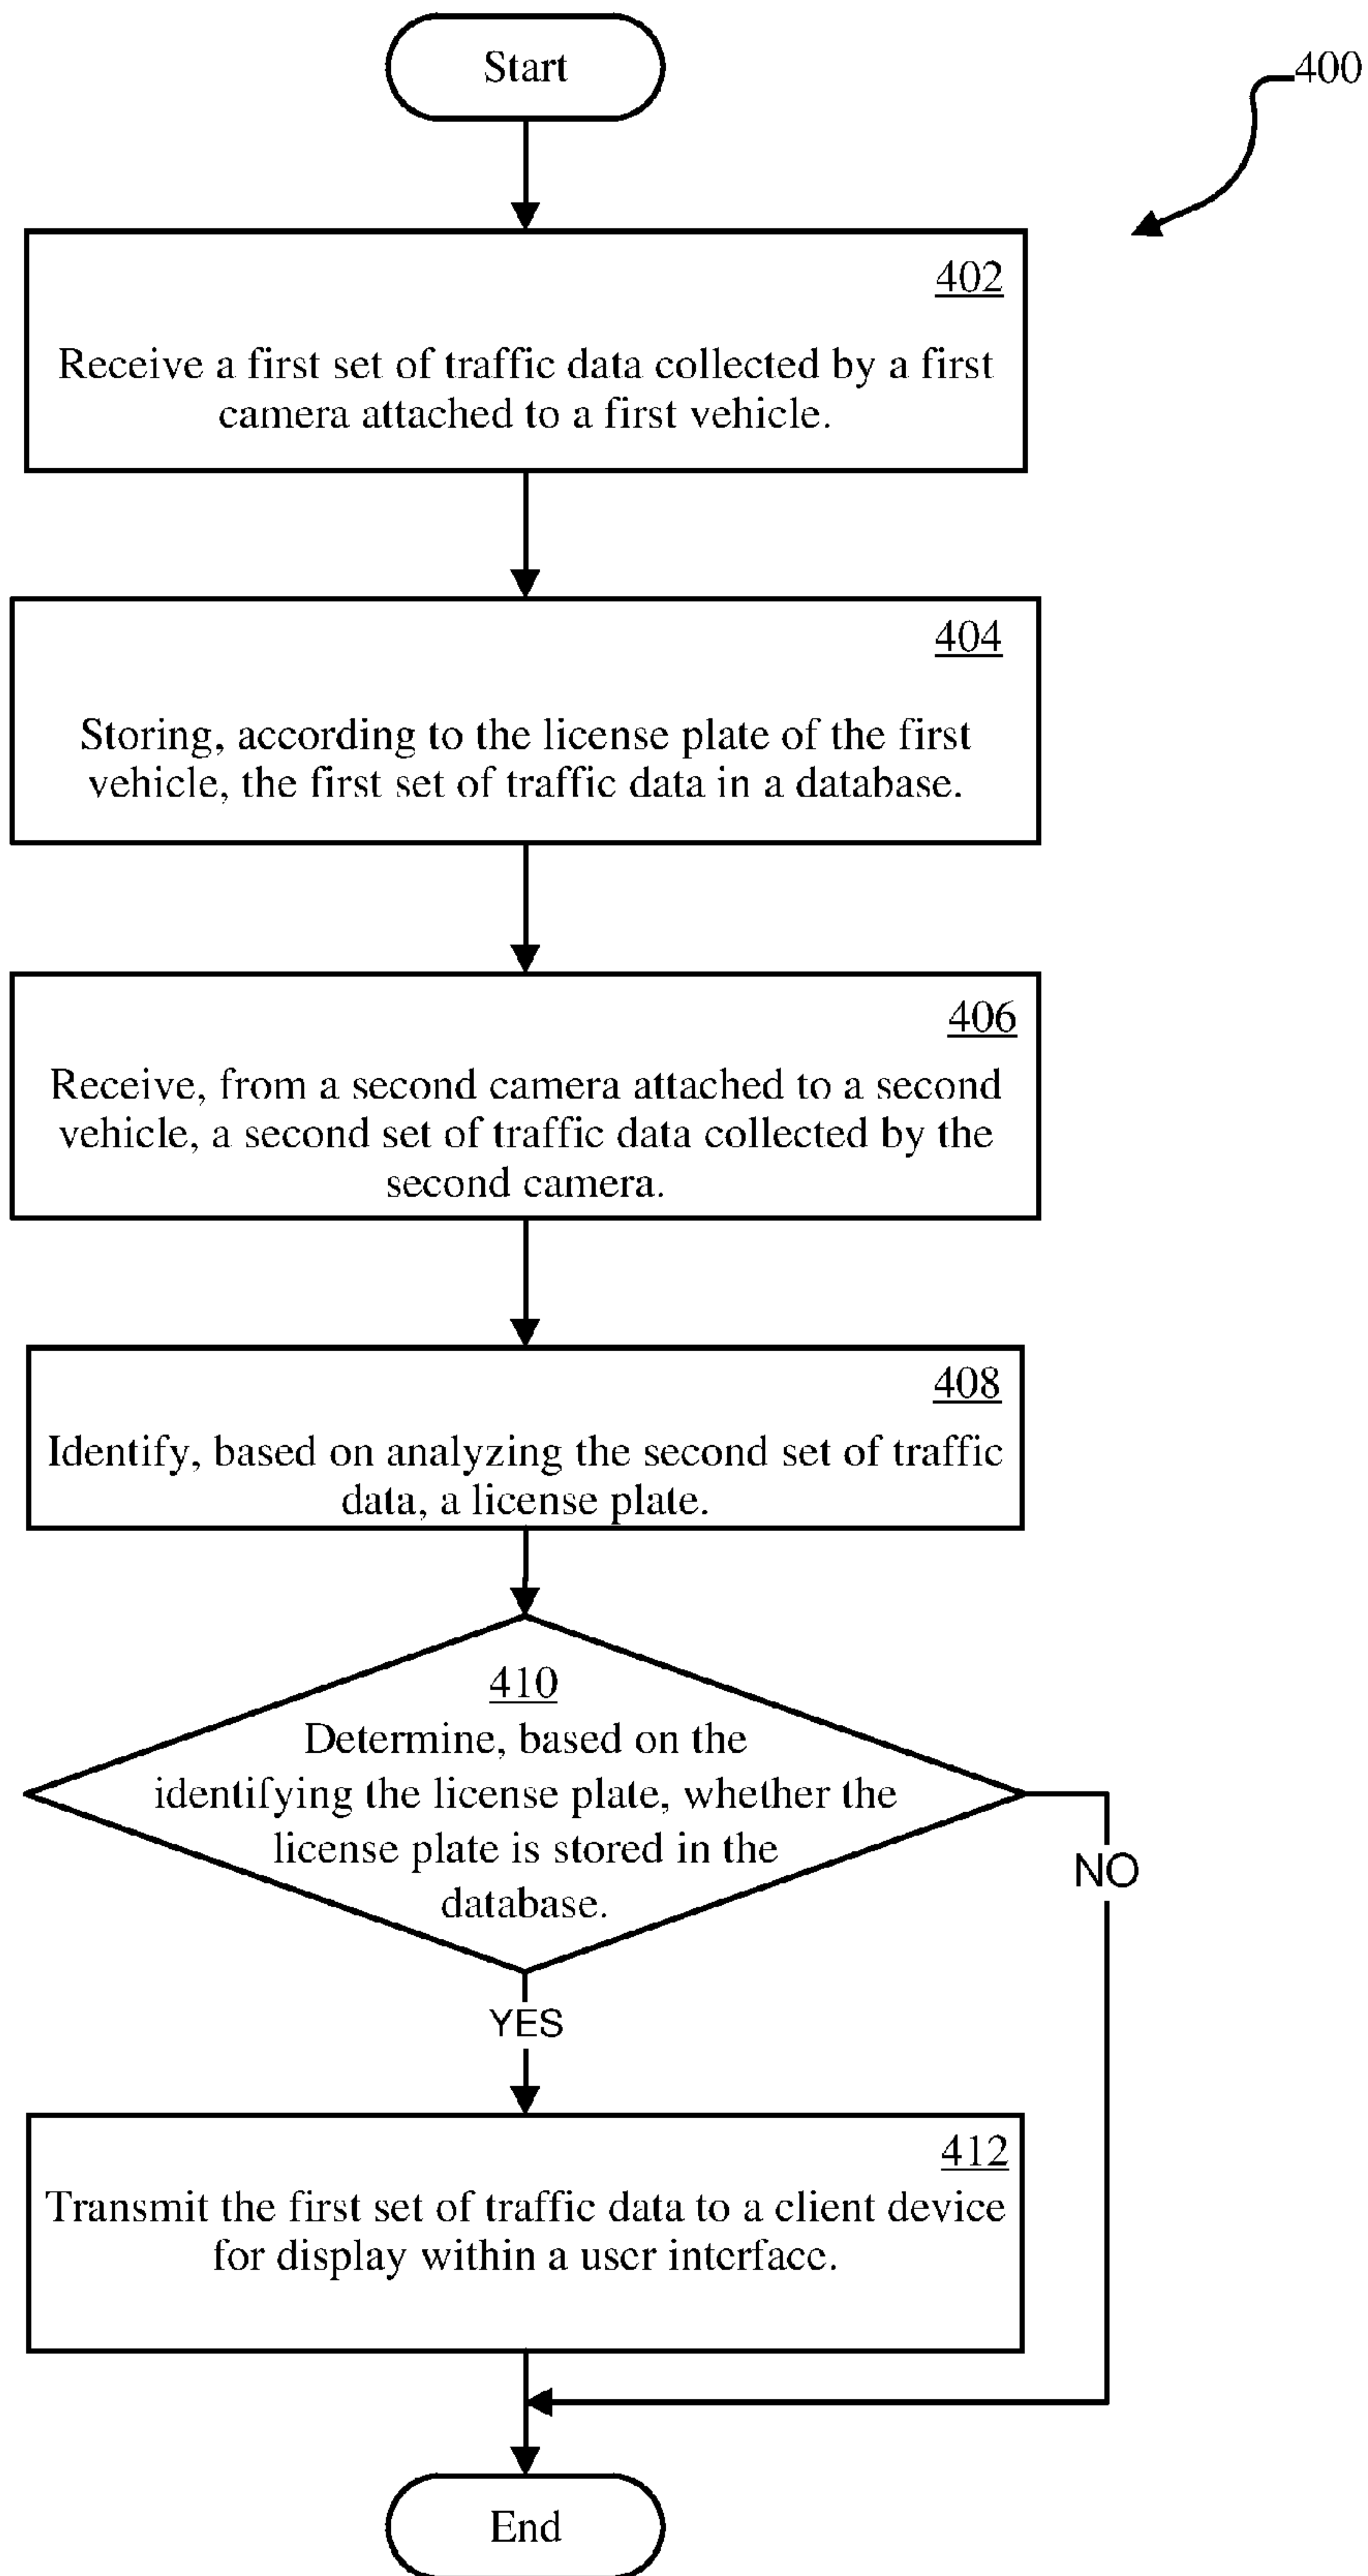 Start
400
402
Receive a first set of traffic data collected by a first
camera attached to a first vehicle.
404
Storing, according to the license plate of the first
vehicle, the first set of traffic data in a database.
406
Receive, from a second camera attached to a second
vehicle, a second set of traffic data collected by the
second camera.
408
Identify, based on analyzing the second set of traffic
data, a license plate.
410
Determine, based on the
identifying the license plate, whether the
license plate is stored in the
database.
NO
YES
412
Transmit the first set of traffic data to a client device
for display within a user interface.
End